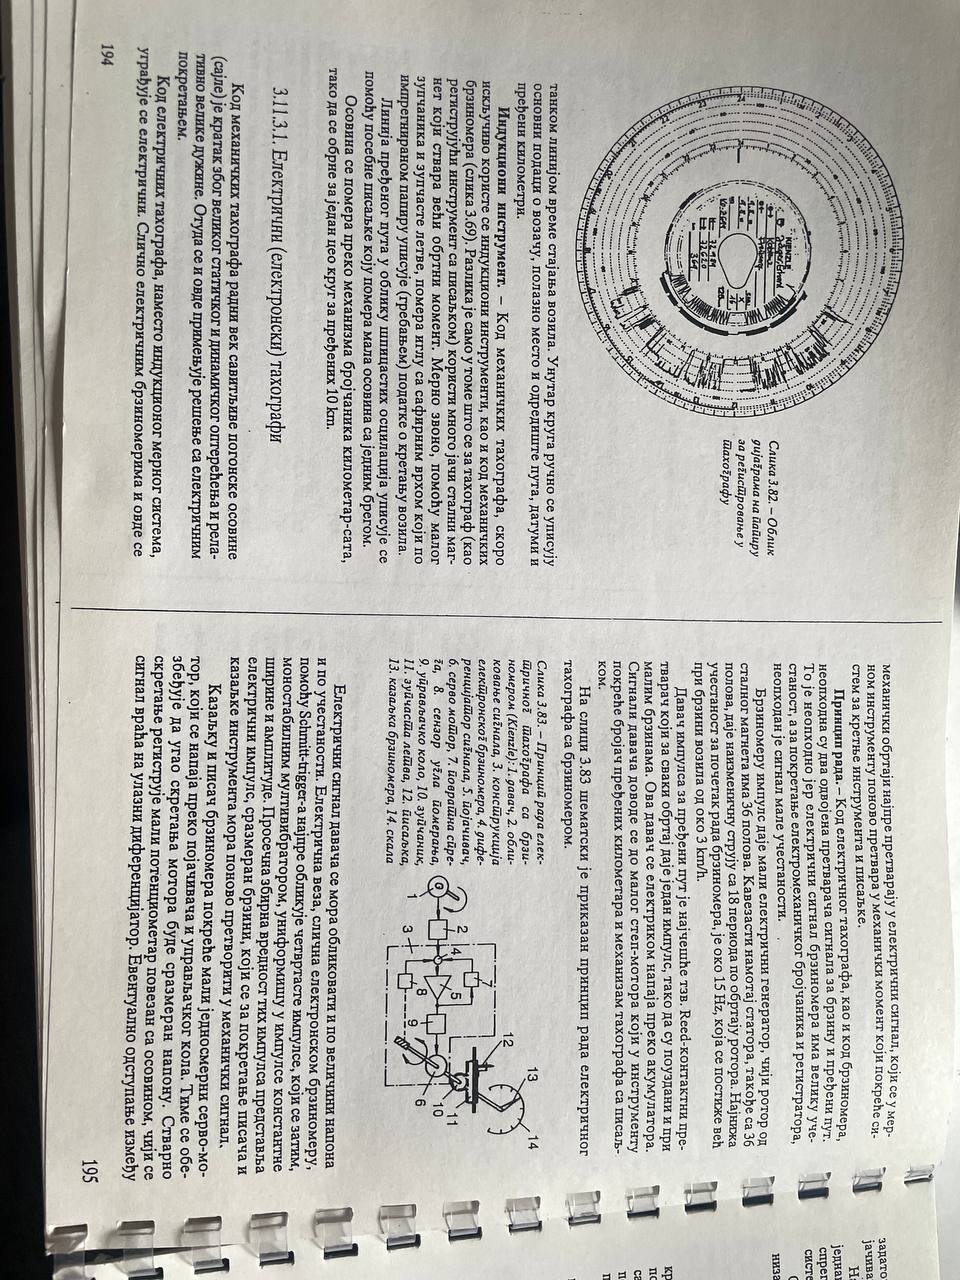 Слика 3.82. – Облик
дијаграма на папиру
за регистровање у
тахографу
танком линијом време стајања возила. Унутар круга ручно се уписују
основни подаци о возачу, полазно место и одредиште пута, датуми и
пређени километри.
Индукциони инструмент. – Код механичких тахографа, скоро
искључиво користе се индукциони инструменти, као и код механичких
брзиномера (слика 3.69). Разлика је само у томе што се за тахограф (као
региструјући инструмент са писаљком) користи много јачи стални маг-
нет који ствара већи обртни момент. Мерно звоно, помоћу малог
зупчаника и зупчасте летве, помера иглу са сафирним врхом који по
импрегнираном папиру уписује (гребањем) податке о кретању возила.
Линија пређеног пута у облику шпицастих осцилација уписује се
помоћу посебне писаљке коју помера мала осовина са једним брегом.
Осовина се помера преко механизма бројчаника километар-сата,
тако да се обрне за један цео круг за пређених 10 km.
3.11.3.1. Електрични (електронски) тахографи
Код механичких тахографа радни век савитљиве погонске осовине
(сајле) је кратак због великог статичког и динамичког оптерећења и рела-
тивно велике дужине. Отуда се и овде примењује решење са електричним
покретањем.
Код електричних тахографа, наместо индукционог мерног система,
уграђује се електрични. Слично електричним брзиномерима и овде се
194
механички обртаји најпре претварају у електрични сигнал, који се у мер-
ном инструменту поново претвара у механички момент који покреће си-
стем за кретње инструмента и писаљке.
Принцип рада. – Код електричног тахографа, као и код брзиномера,
неопходна су два одвојена претварача сигнала за брзину и пређени пут.
То је неопходно јер електрични сигнал брзиномера има велику уче-
станост, а за покретање електромеханичког бројчаника и регистратора,
неопходан је сигнал мале учестаности.
Брзиномеру импулс даје мали електрични генератор, чији ротор од
сталног магнета има 36 полова. Кавезасти намотај статора, такође са 36
полова, даје наизменичну струју са 18 периода по обртају ротора. Најнижа
учестаност за почетак рада брзиномера, је око 15 Hz, која се постиже већ
при брзини возила од око 3 km/h.
Давач импулса за пређени пут је најчешће тзв. Reed-контактни пре-
тварач који за сваки обртај даје један импулс, тако да су поуздани и при
малим брзинама. Ова давач се електриком напаја преко акумулатора.
Сигнали давача доводе се до малог степ-мотора који у инструменту
покреће бројач пређених километара и механизам тахографа са писаљ-
ком.
На слици 3.83 шематски је приказан принцип рада електричног
тахографа са брзиномером.
Слика 3.83. – Принцип рада елек-
тричног тахографа са брзи-
номером (Kienzle): 1. давач, 2. обли-
ковање сигнала, 3. конструкција
електронског брзиномера, 4. дифе-
ренцијатор сигнала, 5. појачивач,
6. серво мотор, 7. повратна спре-
га, 8. сензор угла померања,
9. управљачко коло, 10. зупчаник,
11. зупчаста летва, 12. писаљка,
13. казаљка брзиномера, 14. скала
1
2
3
4
5
6
7
8
9
10
11
12
13
14
Електрични сигнал давача се мора обликовати и по величини напона
и по учестаности. Електрична веза, слична електронском брзиномеру,
помоћу Schmit-trigger-а најпре обликује четвртасте импулсе, који се затим,
моностабилним мултивибратором, униформишу у импулсе константне
ширине и амплитуде. Просечна збирна вредност тих импулса представља
електрични импулс, сразмеран брзини, који се за покретање писача и
казаљке инструмента мора поново претворити у механички сигнал.
Казаљку и писач брзиномера покреће мали једносмерни серво-мо-
тор, који се напаја преко појачивача и управљачког кола. Тиме се обе-
збеђује да угао скретања мотора буде сразмеран напону. Стварно
скретање региструје мали потенциометар повезан са осовином, чији се
сигнал враћа на улазни диференцијатор. Евентуално одступање између
195